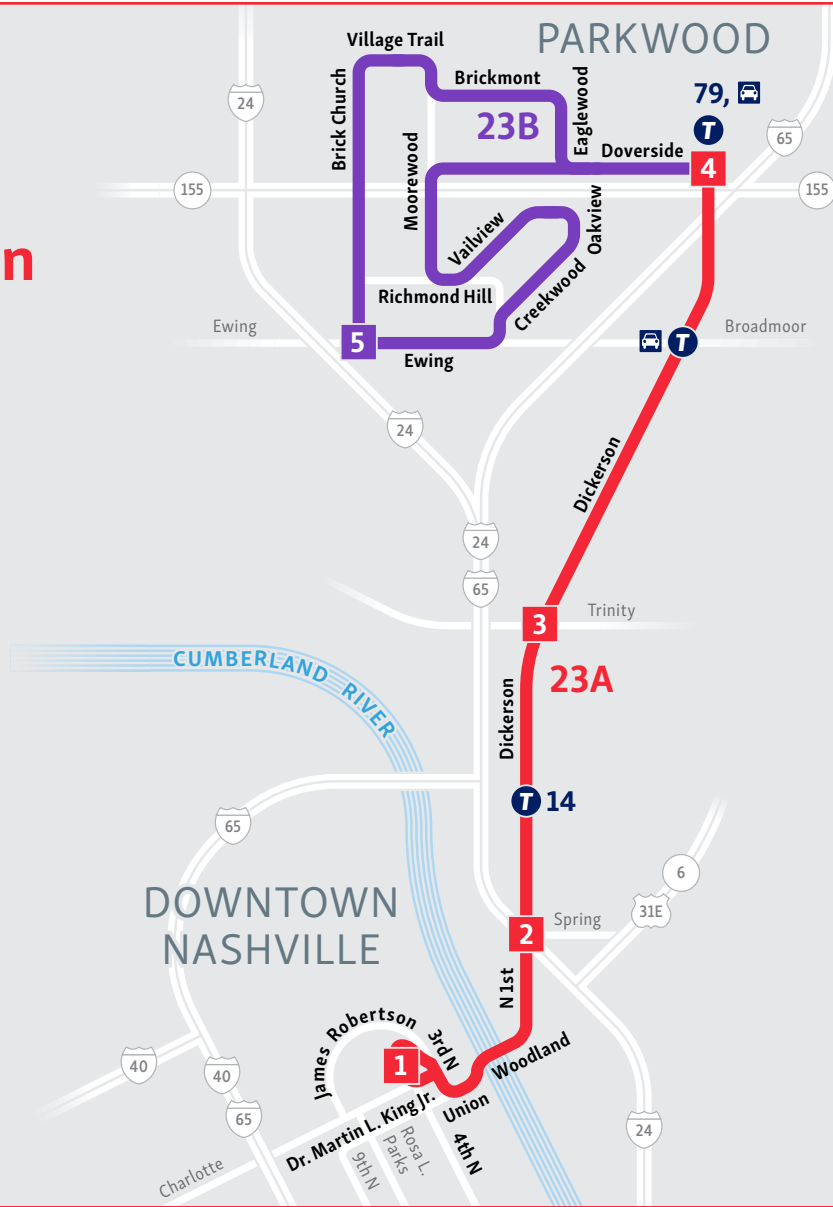 PARKWOOD
Village Trail
Brickmont
79,
T
24
Brick Church
23B
Eaglewood
Doverside
65
4
Moorewood
155
155
Oakview
Vailview
n
Richmond Hill
Creekwood
Ewing
5
Ewing
T
Broadmoor
24
Dickerson
24
65
Trinity
3
CUMBERLAND RIVER
23A
Dickerson
T 14
65
6
31E
DOWNTOWN
NASHVILLE
Spring
2
N 1st
James Robertson
3rd N
1
Woodland
Union
40
40
65
Dr. Martin L. King Jr.
4th N
Rosa L.
Parks
9th N
Charlotte
24